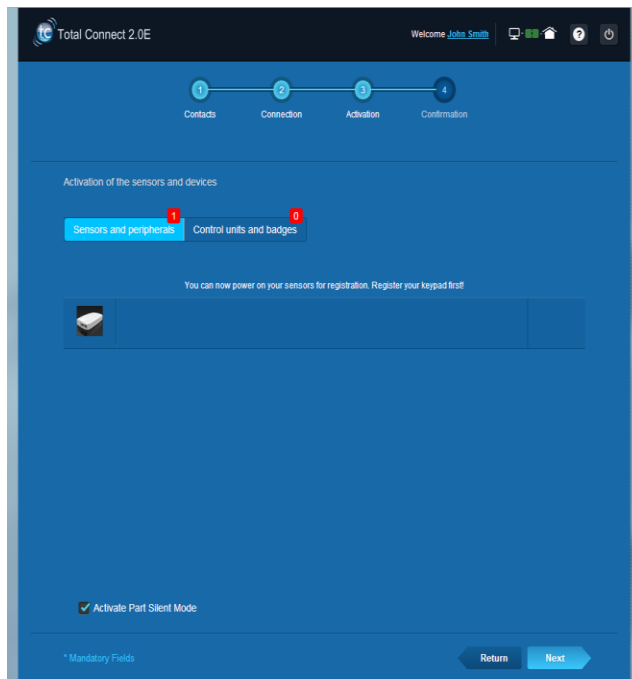 tc Total Connect 2.0E
Welcome John Smith
?
1 2 3 4
Contacts Connection Activation Confirmation
Activation of the sensors and devices
1 0
Sensors and peripherals Control units and badges
You can now power on your sensors for registration. Register your keypad first!
Activate Part Silent Mode
* Mandatory Fields Return Next